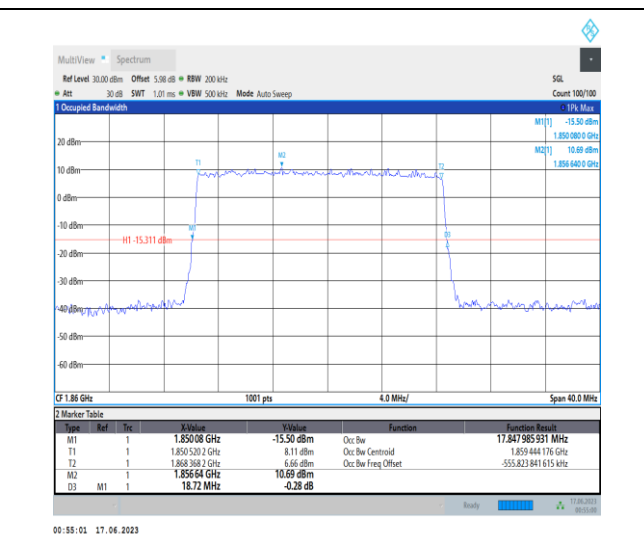 MultiView Spectrum
Ref Level 30.00 dBm Offset 5.98 dB RBW 200 kHz SGL
Att 30 dB SWT 1.01 ms VBW 500 kHz Mode Auto Sweep Count 100/100
1 Occupied Bandwidth 1Pk Max
M1[1] -15.50 dBm
1.850 080 0 GHz
M2[1] 10.69 dBm
1.856 640 0 GHz
20 dBm
T1 M2 T2
10 dBm
0 dBm
-10 dBm
M1 D3
H1 -15.311 dBm
-20 dBm
-30 dBm
-40 dBm
-50 dBm
-60 dBm
CF 1.86 GHz 1001 pts 4.0 MHz/ Span 40.0 MHz
2 Marker Table
Type Ref Trc X-Value Y-Value Function Function Result
M1 1 1.85008 GHz -15.50 dBm Occ Bw 17.847 985 931 MHz
T1 1 1.850 520 2 GHz 8.11 dBm Occ Bw Centroid 1.859 444 176 GHz
T2 1 1.868 368 2 GHz 6.66 dBm Occ Bw Freq Offset -555.823 841 615 kHz
M2 1 1.85664 GHz 10.69 dBm
D3 M1 1 18.72 MHz -0.28 dB
Ready 17.06.2023
00:55:00
00:55:01 17.06.2023